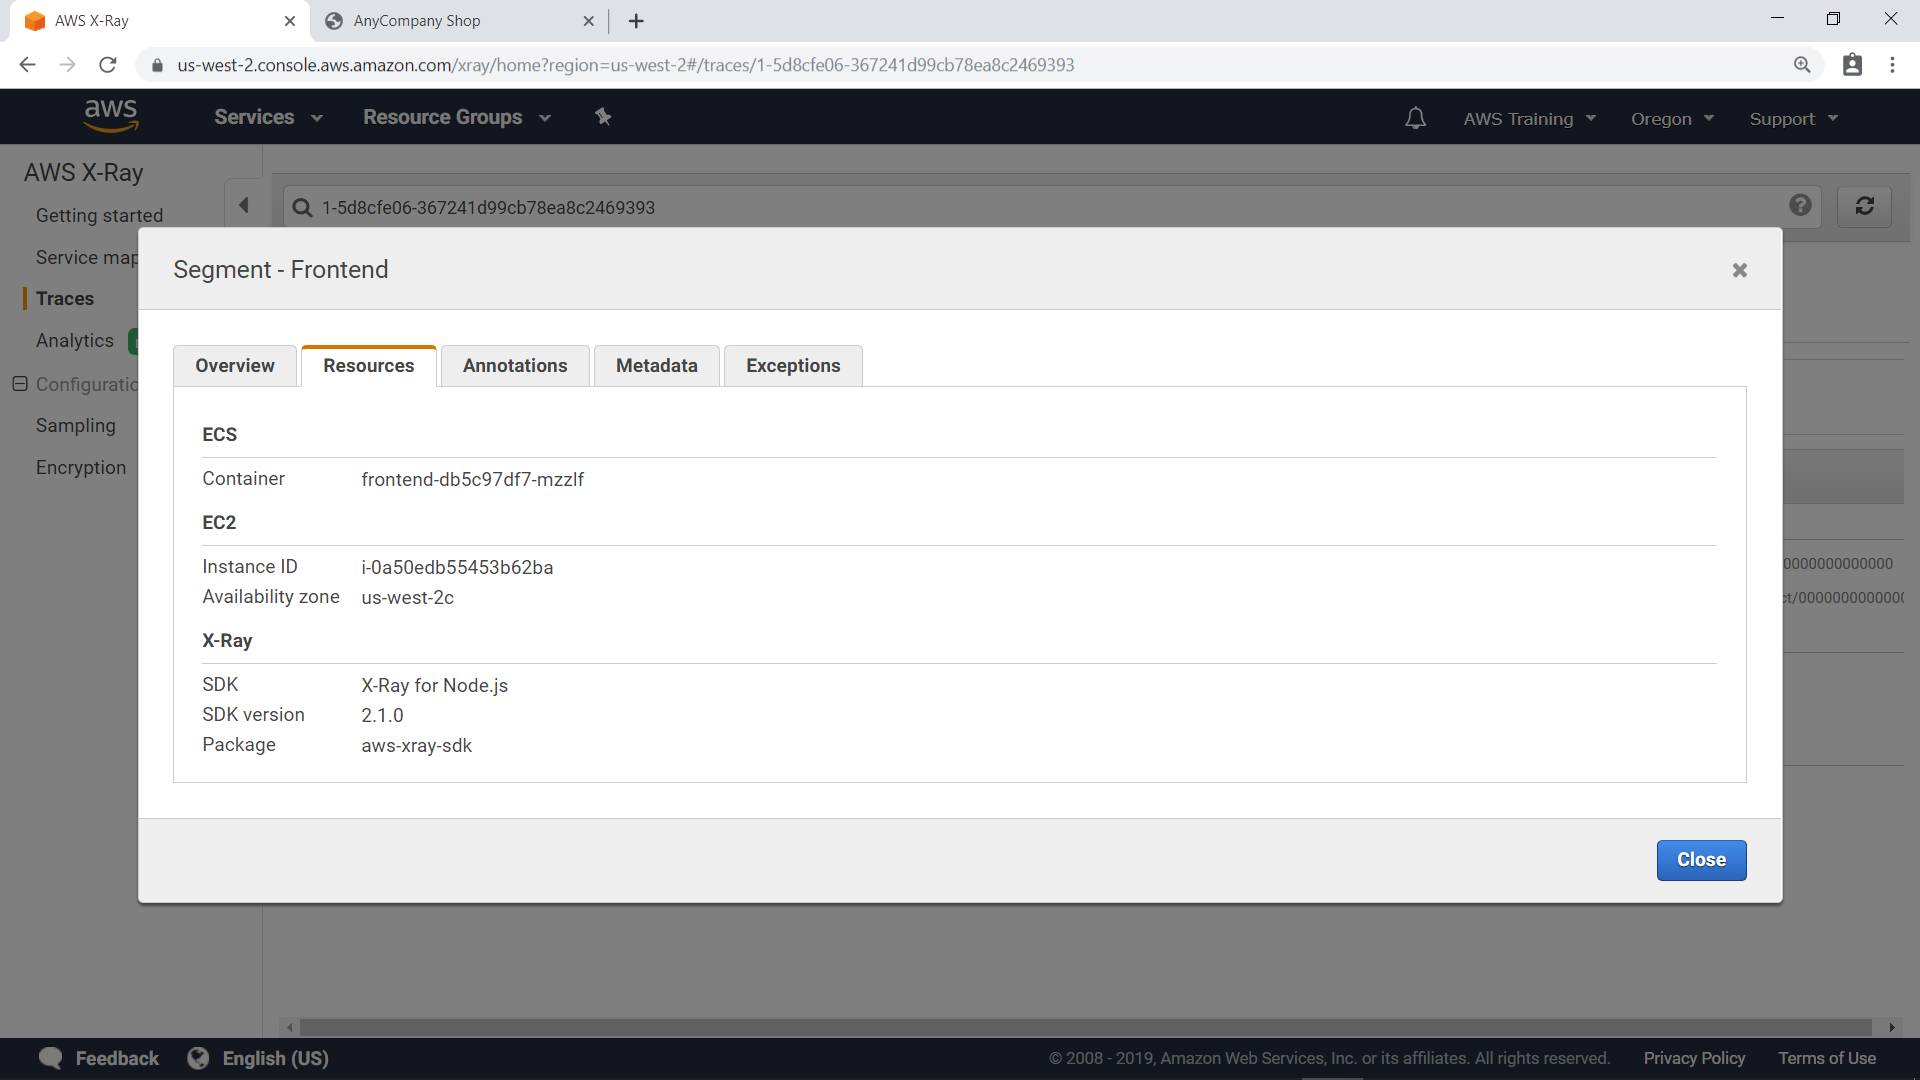 AWS X-Ray
AnyCompany Shop
us-west-2.console.aws.amazon.com/xray/home?region=us-west-2#/traces/1-5d8cfe06-367241d99cb78ea8c2469393
aws
Services
Resource Groups
AWS Training
Oregon
Support
AWS X-Ray
1-5d8cfe06-367241d99cb78ea8c2469393
Getting started
Service map
Traces
Analytics
Sampling
Encryption
Segment - Frontend
Overview
Resources
Annotations
Metadata
Exceptions
ECS
Container frontend-db5c97df7-mzzlf
EC2
Instance ID i-0a50edb55453b62ba
Availability zone us-west-2c
X-Ray
SDK X-Ray for Node.js
SDK version 2.1.0
Package aws-xray-sdk
Close
Feedback
English (US)
© 2008 - 2019, Amazon Web Services, Inc. or its affiliates. All rights reserved.
Privacy Policy
Terms of Use